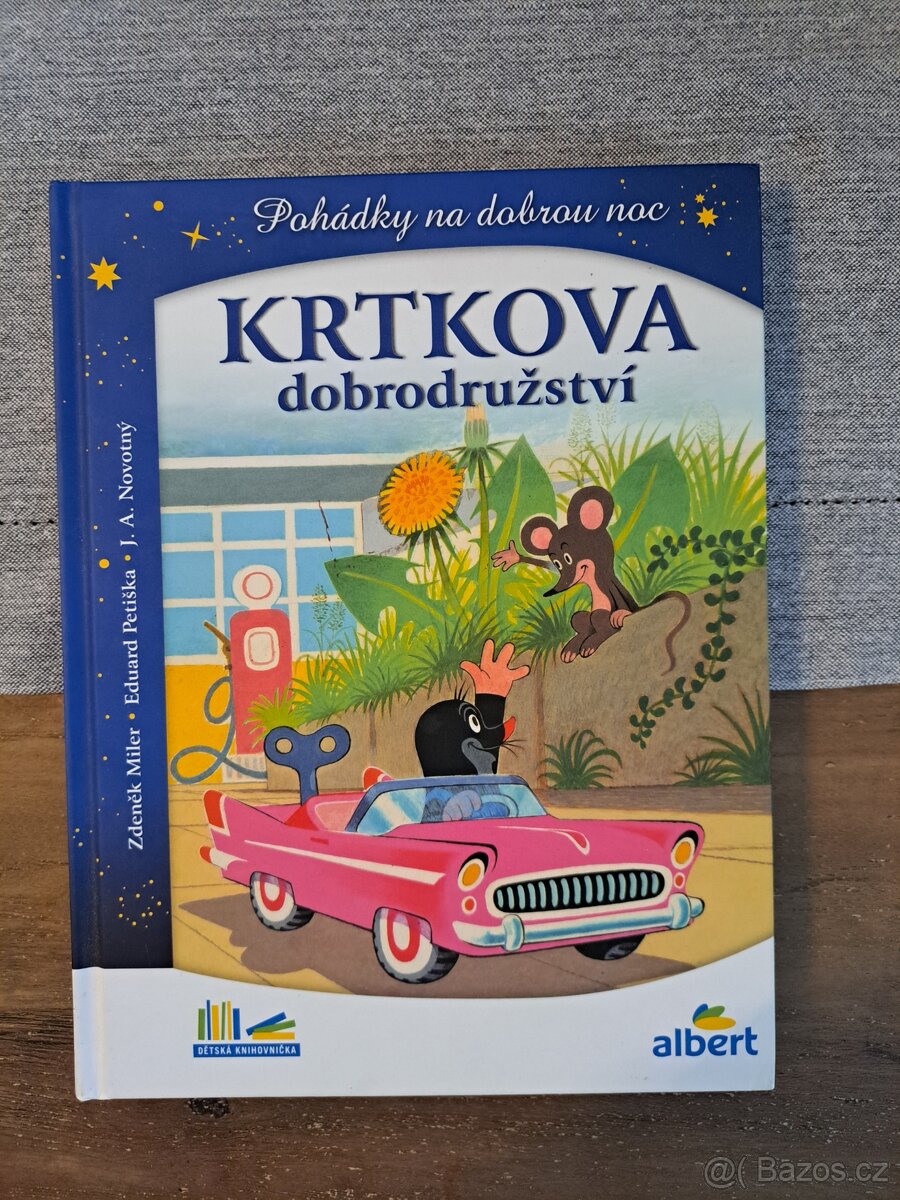 Pohádky na dobrou noc
KRTKOVA
dobrodružství
Zdeněk Miler • Eduard Petiška • J. A. Novotný
DĚTSKÁ KNIHOVNIČKA
albert
@( Bazos.cz